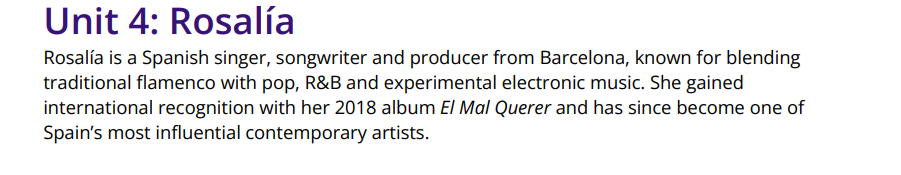 Unit 4: Rosalía
Rosalía is a Spanish singer, songwriter and producer from Barcelona, known for blending
traditional flamenco with pop, R&B and experimental electronic music. She gained
international recognition with her 2018 album El Mal Querer and has since become one of
Spain’s most influential contemporary artists.